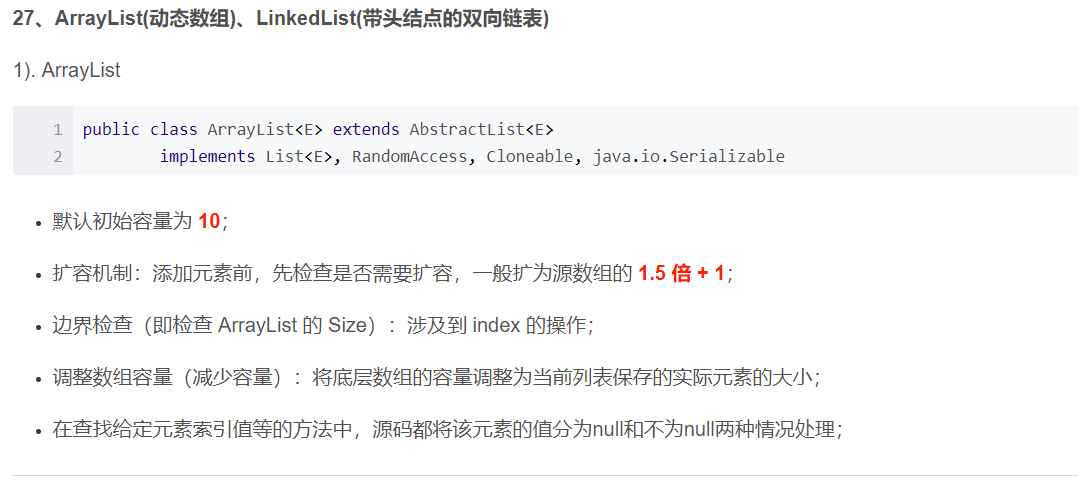 27、ArrayList(动态数组)、LinkedList(带头结点的双向链表)
1). ArrayList
1 public class ArrayList<E> extends AbstractList<E>
2 implements List<E>, RandomAccess, Cloneable, java.io.Serializable
• 默认初始容量为 10；
• 扩容机制：添加元素前，先检查是否需要扩容，一般扩为源数组的 1.5 倍 + 1；
• 边界检查（即检查 ArrayList 的 Size）：涉及到 index 的操作；
• 调整数组容量（减少容量）：将底层数组的容量调整为当前列表保存的实际元素的大小；
• 在查找给定元素索引值等的方法中，源码都将该元素的值分为null和不为null两种情况处理；